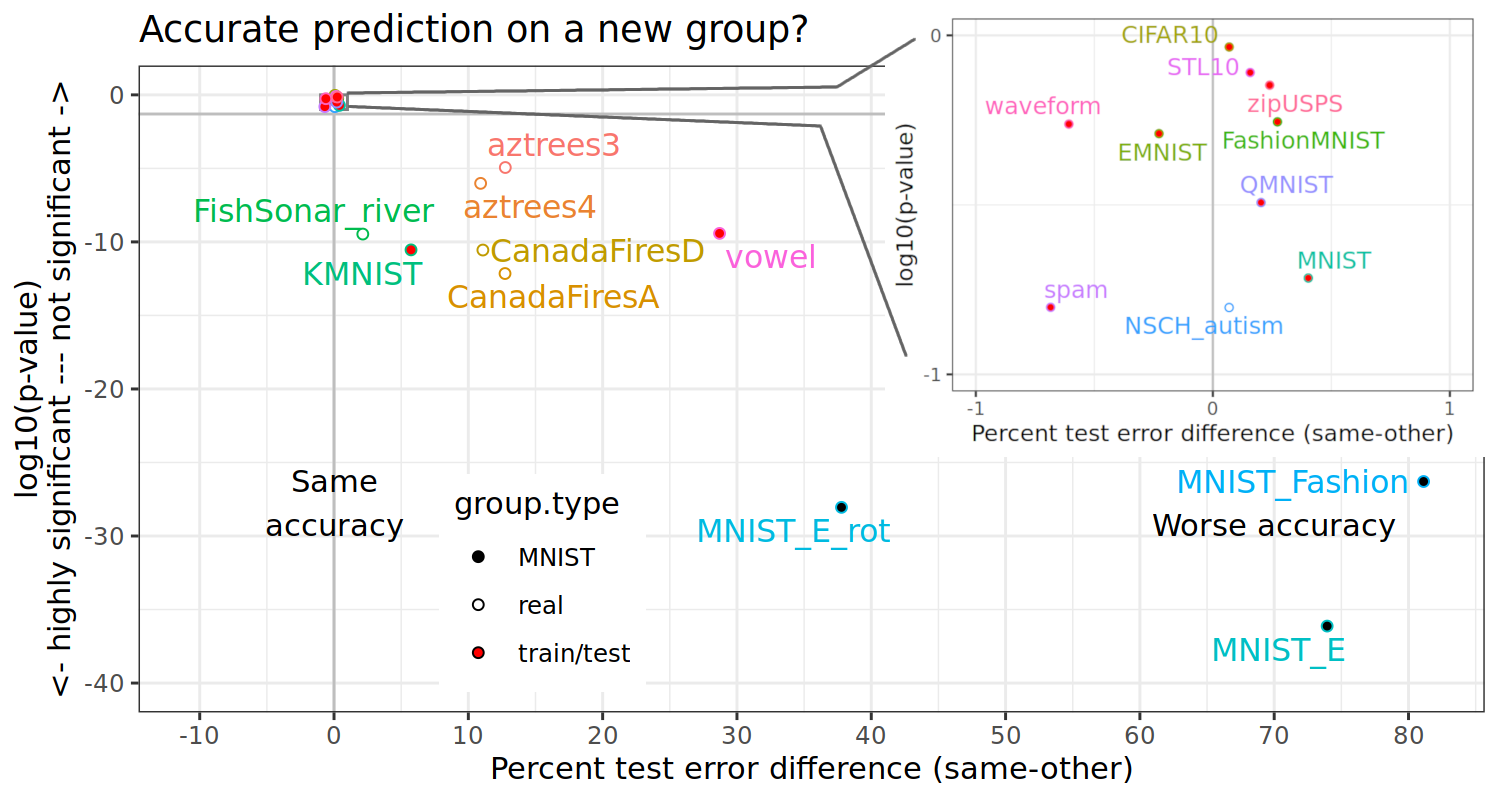 Accurate prediction on a new group?
log10(p-value)
<- highly significant --- not significant ->
0
-10
-20
-30
-40
aztrees3
aztrees4
FishSonar_river
KMNIST
CanadaFiresD
CanadaFiresA
vowel
Same
accuracy
group.type
MNIST
real
train/test
MNIST_E_rot
MNIST_Fashion
Worse accuracy
MNIST_E
-10
0
10
20
30
40
50
60
70
80
Percent test error difference (same-other)
log10(p-value)
0
-1
CIFAR10
STL10
zipUSPS
waveform
EMNIST
FashionMNIST
QMNIST
MNIST
spam
NSCH_autism
-1
0
1
Percent test error difference (same-other)